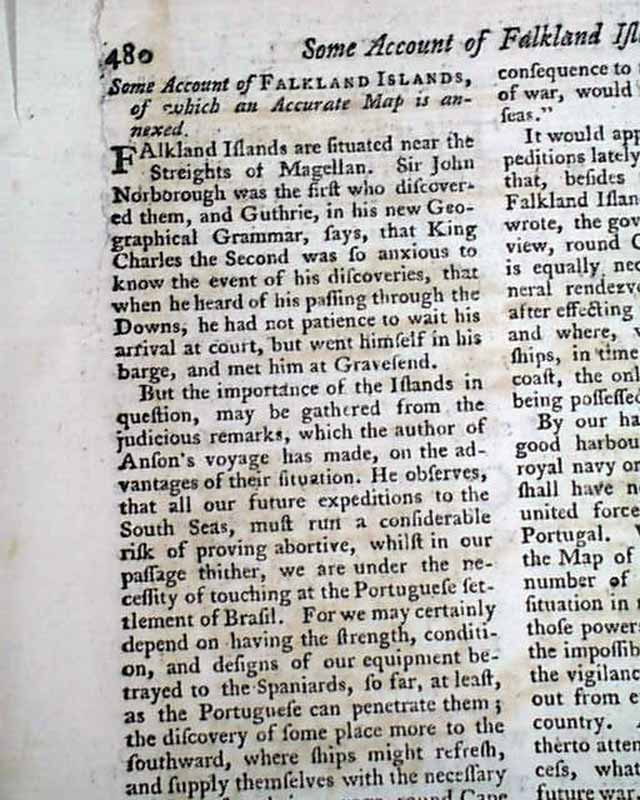 480
Some Account of Falkland Iſl
Some Account of FALKLAND ISLANDS,
of which an Accurate Map is an-
nexed.
FAlkland Iſlands are ſituated near the
Streights of Magellan. Sir John
Norborough was the firſt who diſcover-
ed them, and Guthrie, in his new Geo-
graphical Grammar, ſays, that King
Charles the Second was ſo anxious to
know the event of his diſcoveries, that
when he heard of his paſſing through the
Downs, he had not patience to wait his
arrival at court, but went himſelf in his
barge, and met him at Graveſend.
But the importance of the Iſlands in
queſtion, may be gathered from the
judicious remarks, which the author of
Anſon's voyage has made, on the ad-
vantages of their ſituation. He obſerves,
that all our future expeditions to the
South Seas, muſt run a conſiderable
riſk of proving abortive, whilſt in our
paſſage thither, we are under the ne-
ceſſity of touching at the Portugueſe ſet-
tlement of Braſil. For we may certainly
depend on having the ſtrength, conditi-
on, and deſigns of our equipment be-
trayed to the Spaniards, ſo far, at leaſt,
as the Portugueſe can penetrate them;
the diſcovery of ſome place more to the
ſouthward, where ſhips might refreſh,
and ſupply themſelves with the neceſſary
round Cape
conſequence to
of war, would
ſeas."
It would app
peditions lately
that, beſides
Falkland Iſlan
wrote, the gov
view, round C
is equally nec
neral rendezv
after effecting
and where, v
ſhips, in time
coaſt, the onl
being poſſeſſe
By our ha
good harbou
royal navy or
ſhall have n
united force
Portugal.
the Map of
number of
ſituation in
thoſe power
the impoſſib
the vigilanc
out from e
country.
therto atten
ceſs, what
future war.